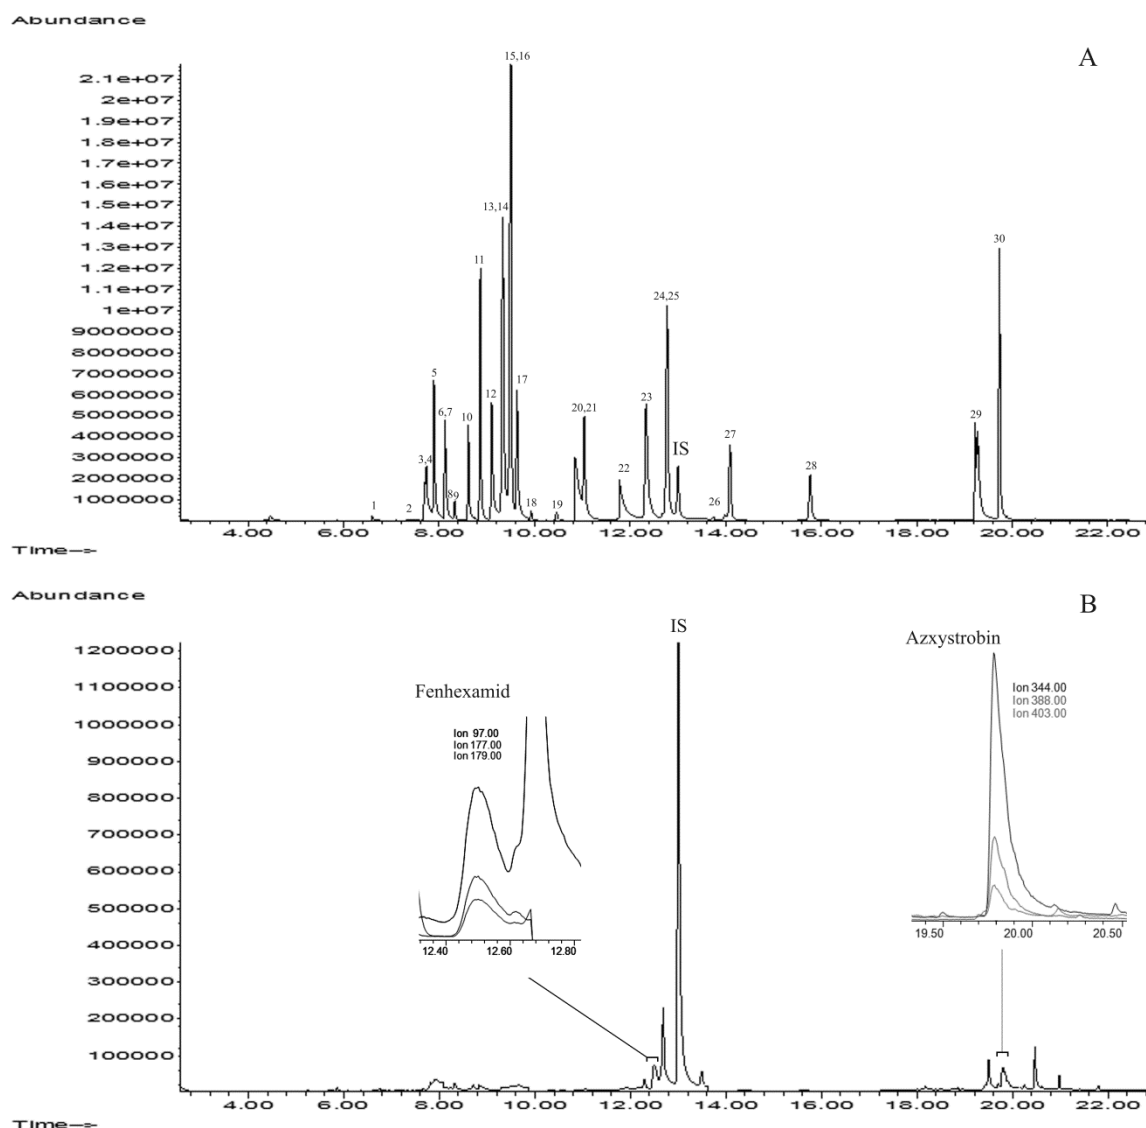 Abundance
A
15,16
2.1e+07
2e+07
1.9e+07
1.8e+07
1.7e+07
1.6e+07
1.5e+07
13,14
1.4e+07
30
1.3e+07
11
1.2e+07
24,25
1.1e+07
1e+07
9000000
8000000
5
7000000
17
6000000
6,7
10
12
20,21
23
29
5000000
IS
27
4000000
3,4
22
28
3000000
2000000
1
2
8 9
18
19
26
1000000
4.00 6.00 8.00 10.00 12.00 14.00 16.00 18.00 20.00 22.00
Time-->
Abundance
B
IS
Azxystrobin
1200000
Fenhexamid
Ion 344.00
Ion 388.00
Ion 403.00
1100000
Ion 97.00
Ion 177.00
Ion 179.00
1000000
900000
800000
700000
600000
500000
12.40 12.60 12.80
19.50 20.00 20.50
400000
300000
200000
100000
4.00 6.00 8.00 10.00 12.00 14.00 16.00 18.00 20.00 22.00
Time-->